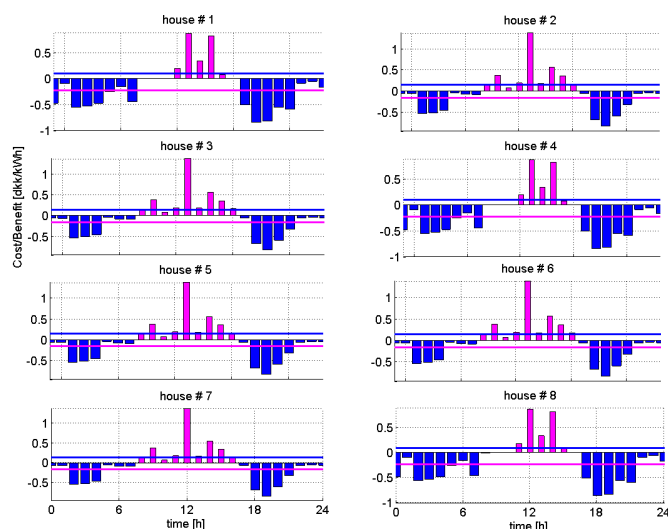 house # 1
house # 2
0.5
0
-0.5
-1
1
0.5
0
-0.5
house # 3
house # 4
Cost/Benefit [dkk/kWh]
1
0.5
0
-0.5
0.5
0
-0.5
-1
house # 5
house # 6
1
0.5
0
-0.5
1
0.5
0
-0.5
house # 7
house # 8
1
0.5
0
-0.5
0.5
0
-0.5
-1
0 6 12 18 24
0 6 12 18 24
time [h]
time [h]